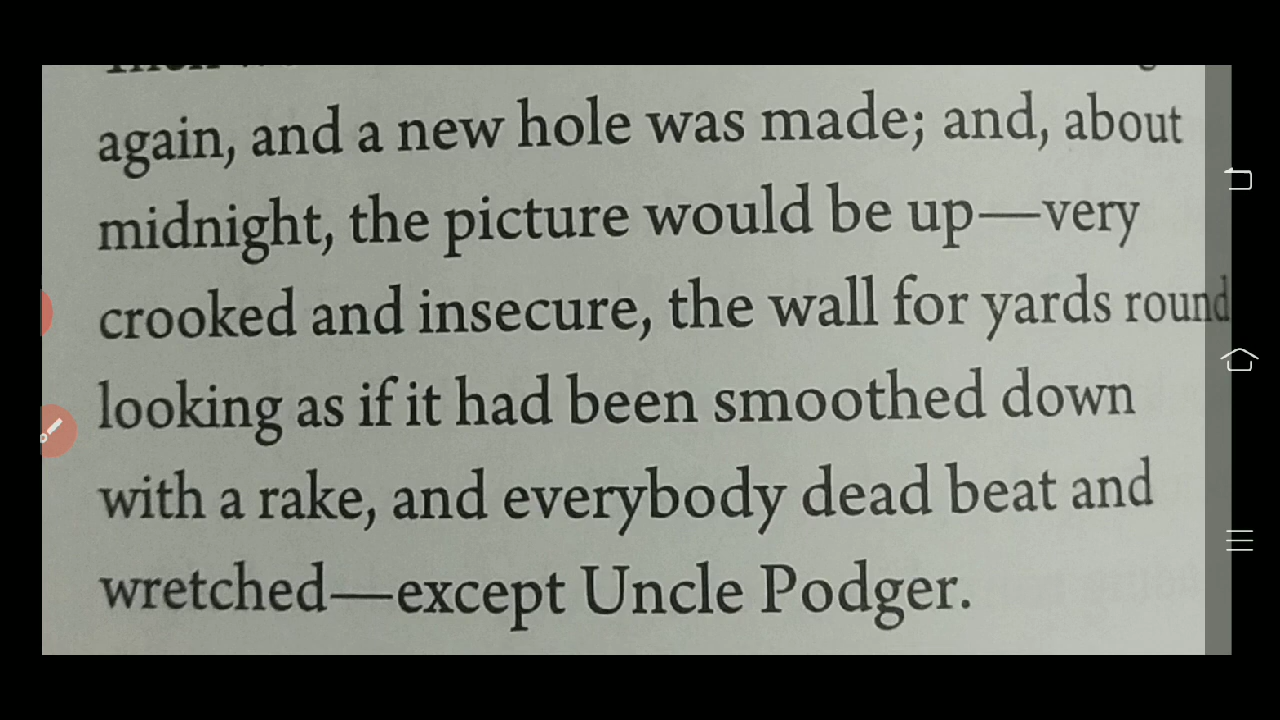 again, and a new hole was made; and, about
midnight, the picture would be up—very
crooked and insecure, the wall for yards round
looking as if it had been smoothed down
with a rake, and everybody dead beat and
wretched—except Uncle Podger.